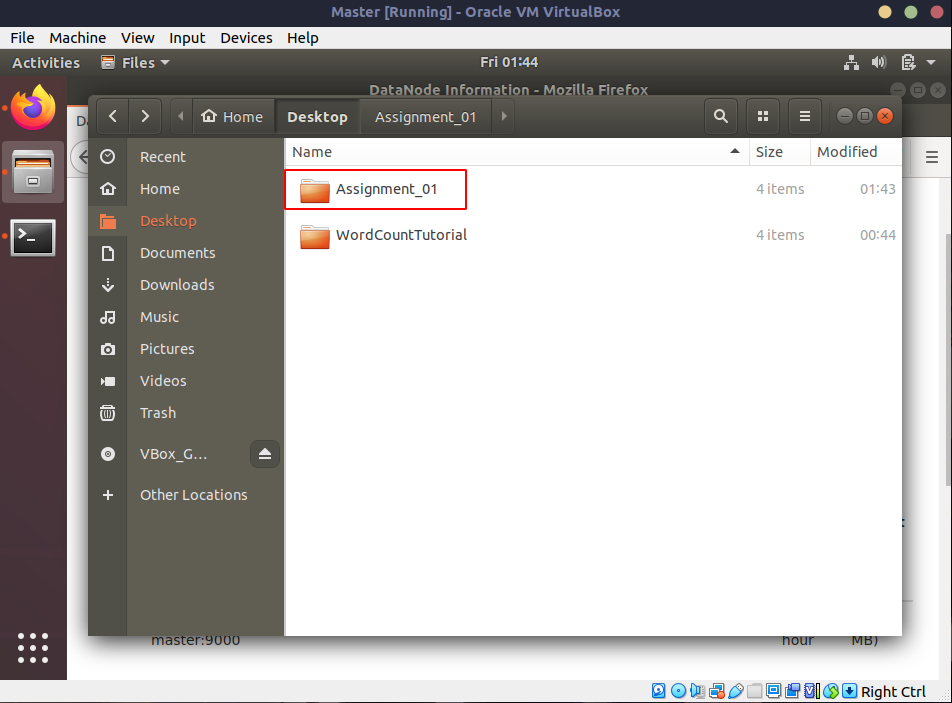 Master [Running] - Oracle VM VirtualBox
File Machine View Input Devices Help
Activities Files Fri 01:44
DataNode Information - Mozilla Firefox
Home Desktop Assignment_01
Name Size Modified
Recent
Home
Desktop
Documents
Downloads
Music
Pictures
Videos
Trash
VBox_G…
Other Locations
Assignment_01 4 items 01:43
WordCountTutorial 4 items 00:44
master:9000 hour MB)
Right Ctrl